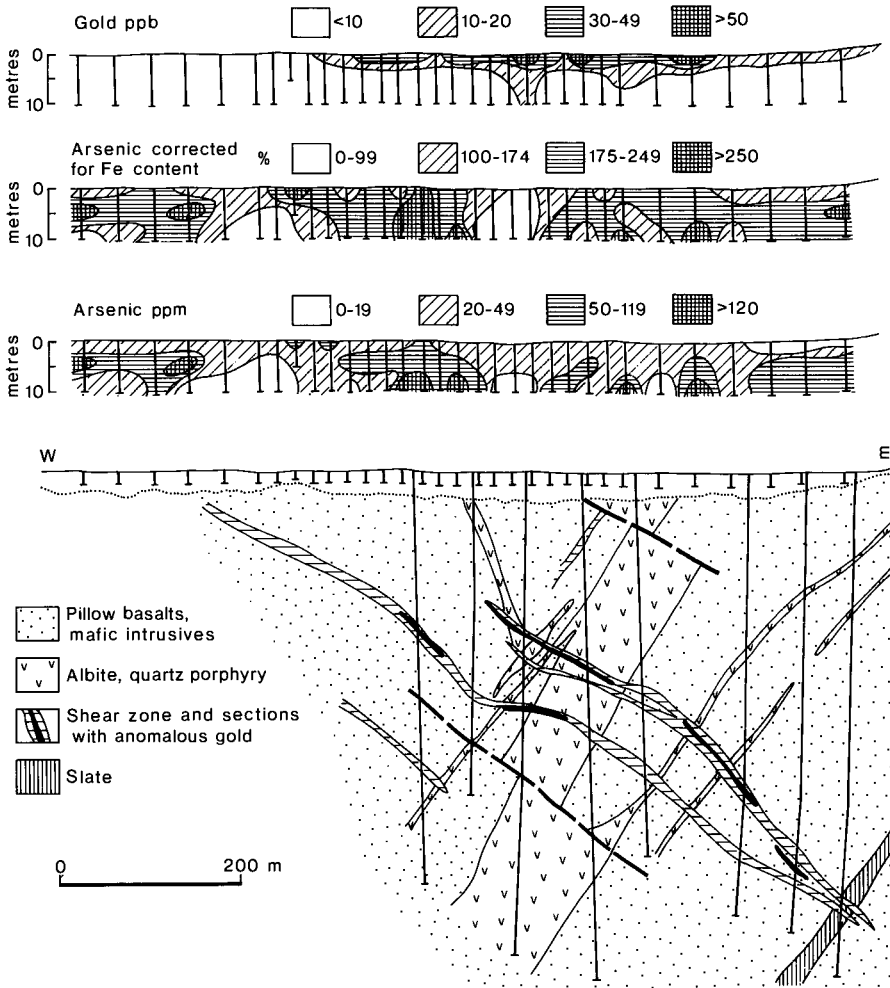 Gold ppb <10 10-20 30-49 >50
metres
0
10
Arsenic corrected
for Fe content % 0-99 100-174 175-249 >250
metres
0
10
Arsenic ppm 0-19 20-49 50-119 >120
metres
0
10
W E
Pillow basalts,
mafic intrusives
Albite, quartz porphyry
Shear zone and sections
with anomalous gold
Slate
0 200 m